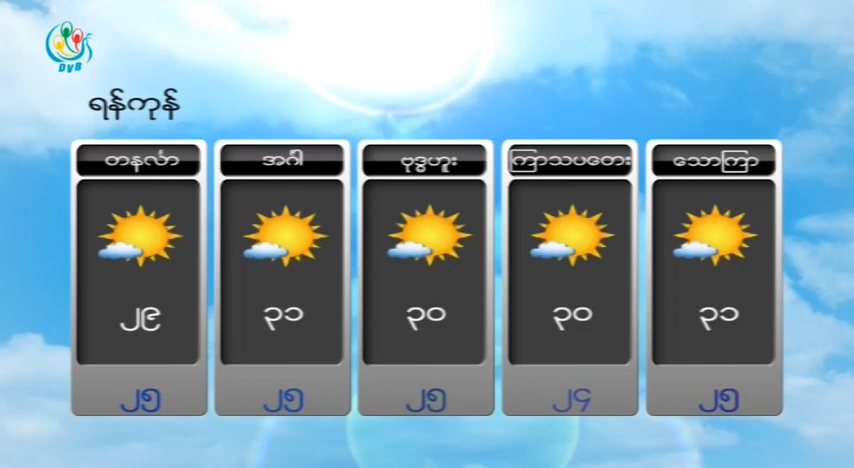 DVB
ရန်ကုန်
တနင်္လာ အင်္ဂါ ဗုဒ္ဓဟူး ကြာသပတေး သောကြာ
၂၉ ၃၁ ၃၀ ၃၀ ၃၁
၂၅ ၂၅ ၂၅ ၂၄ ၂၅